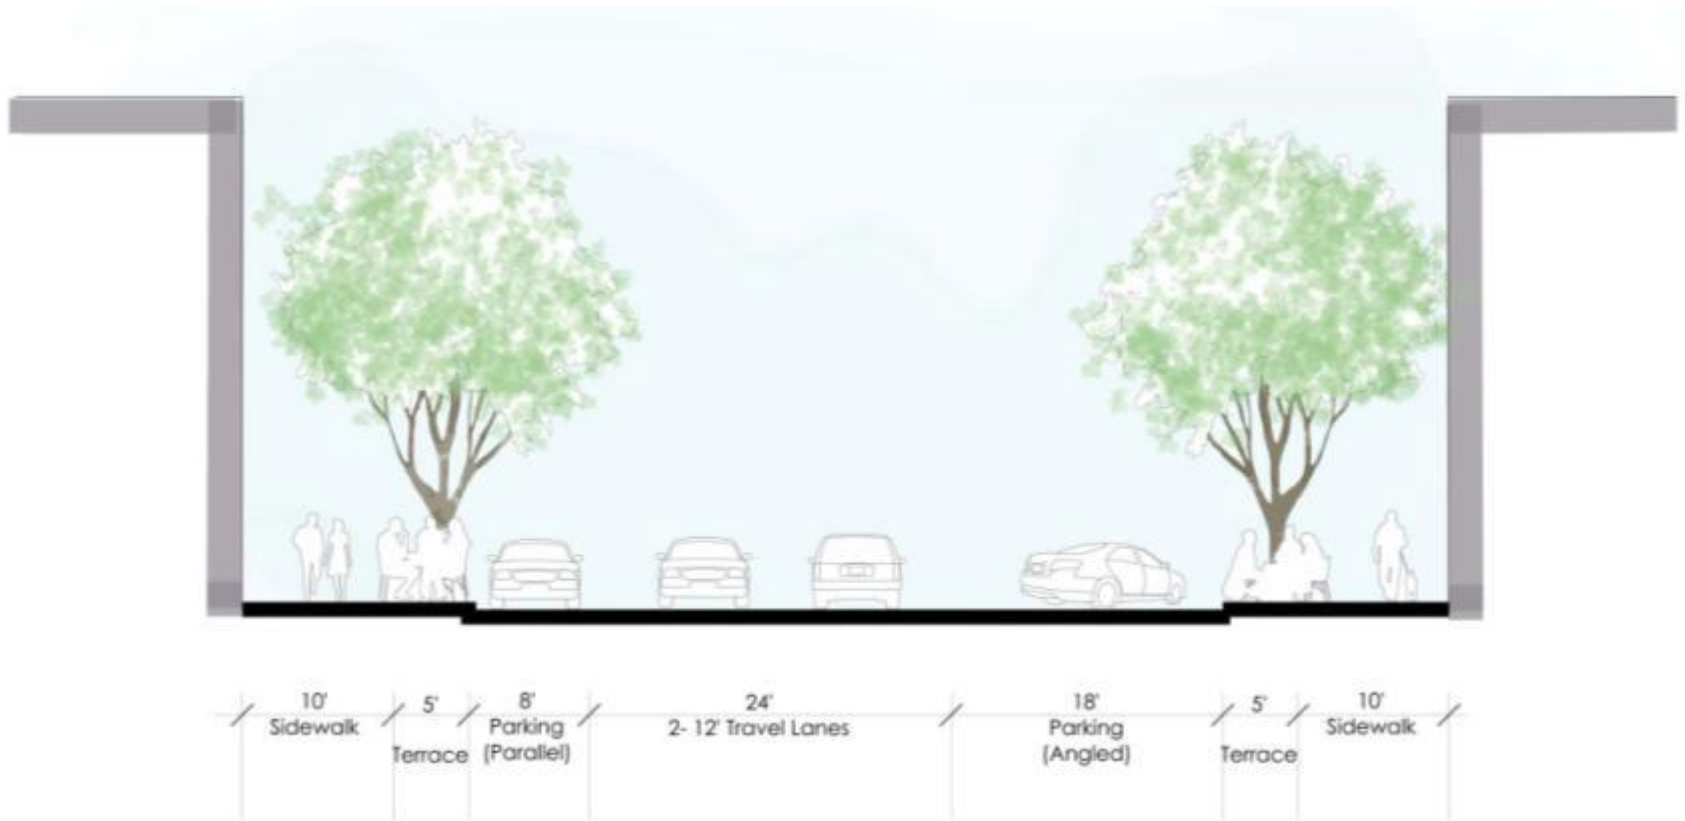 10'
Sidewalk
5'
Terrace
8'
Parking
(Parallel)
24'
2- 12' Travel Lanes
18'
Parking
(Angled)
5'
Terrace
10'
Sidewalk